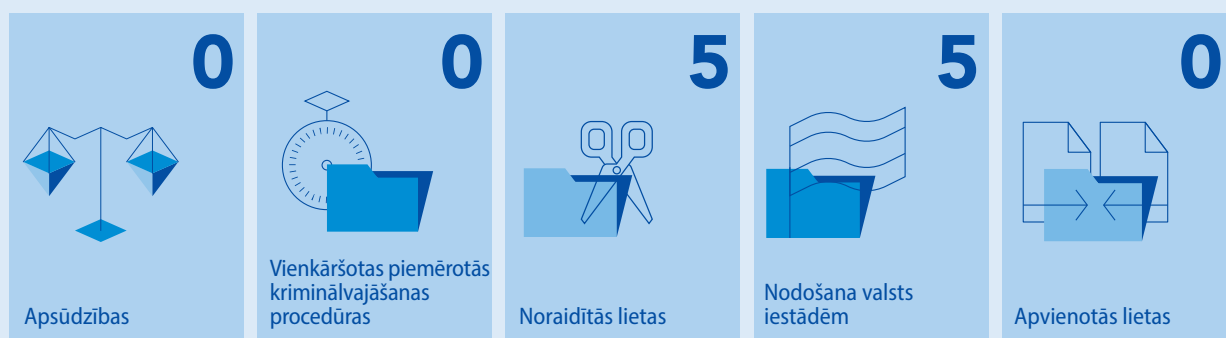 0
Apsūdzības
0
Vienkāršotas piemērotās
kriminālvajāšanas
procedūras
5
Noraidītās lietas
5
Nodošana valsts
iestādēm
0
Apvienotās lietas